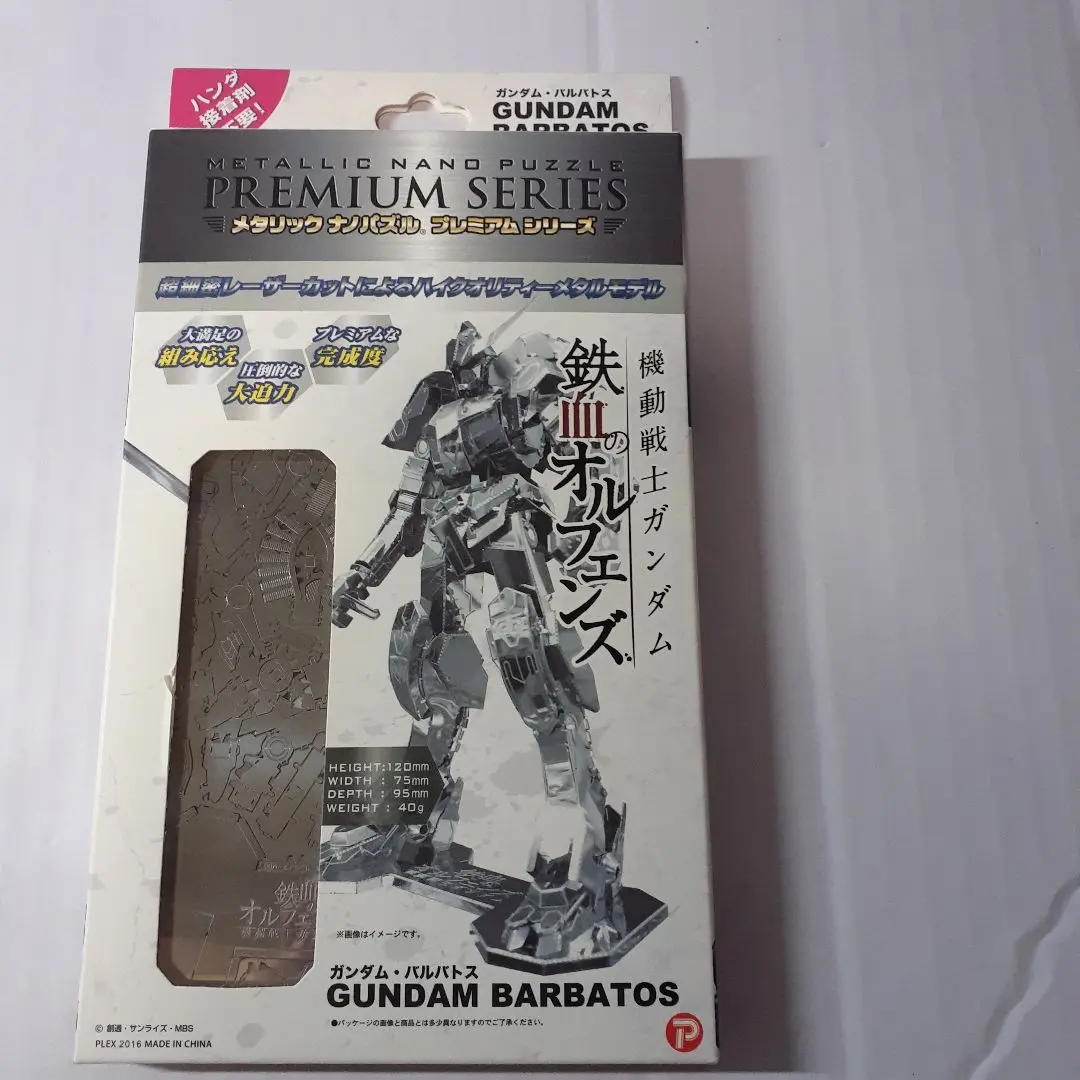 ハンダ
接着剤
不要!
ガンダム・バルバトス
GUNDAM
BARBATOS
METALLIC NANO PUZZLE
PREMIUM SERIES
メタリック ナノパズル® プレミアム シリーズ
超細密レーザーカットによるハイクオリティーメタルモデル
大満足の
組み応え
圧倒的な
大迫力
プレミアムな
完成度
機動戦士ガンダム
鉄血のオルフェンズ
HEIGHT:120mm
WIDTH : 75mm
DEPTH : 95mm
WEIGHT : 40g
鉄血
オルフェ
※画像はイメージです。
ガンダム・バルバトス
GUNDAM BARBATOS
●パッケージの画像と商品とは多少異なりますのでご了承ください。
© 創通・サンライズ・MBS
PLEX 2016 MADE IN CHINA
P